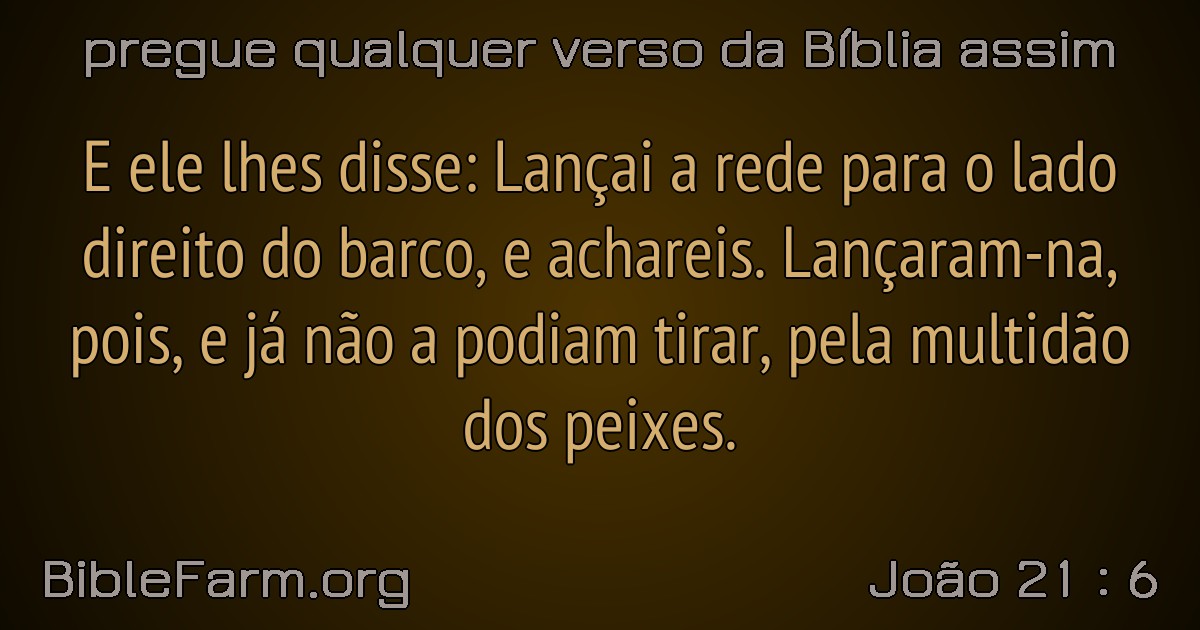 pregue qualquer verso da Bíblia assim
E ele lhes disse: Lançai a rede para o lado
direito do barco, e achareis. Lançaram-na,
pois, e já não a podiam tirar, pela multidão
dos peixes.
BibleFarm.org
João 21 : 6